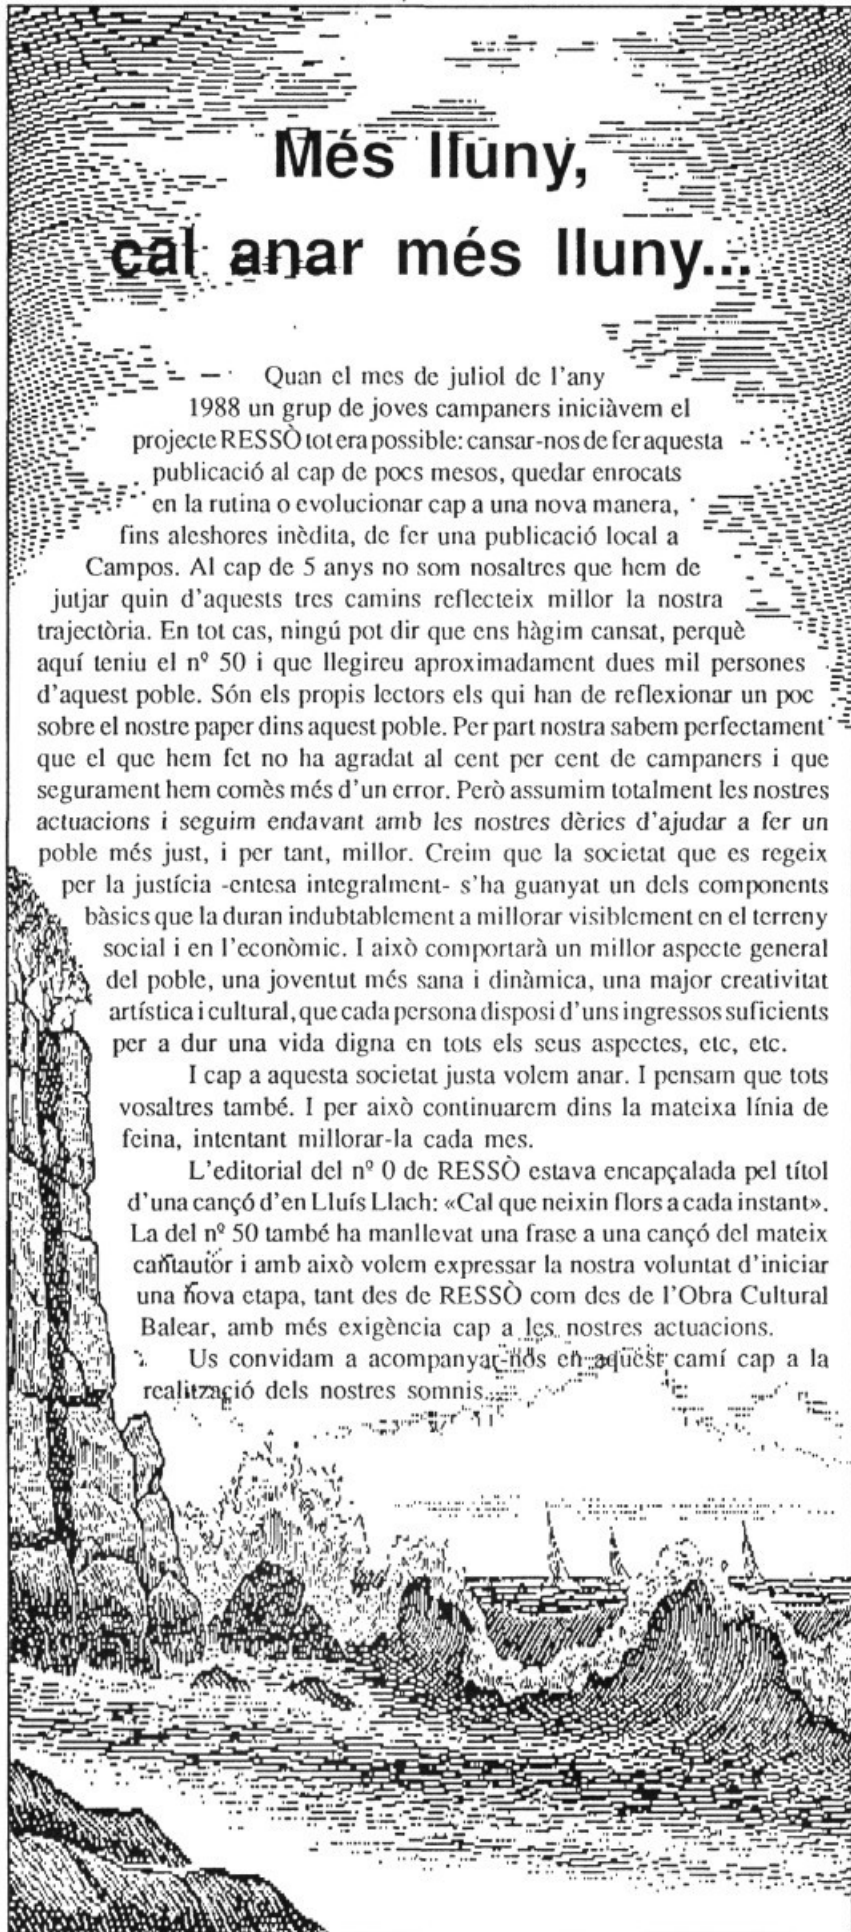 Més lluny,
cal anar més lluny...
Quan el mes de juliol de l'any
1988 un grup de joves campaners iniciàvem el
projecte RESSÒ tot era possible: cansar-nos de fer aquesta
publicació al cap de pocs mesos, quedar enrocats
en la rutina o evolucionar cap a una nova manera,
fins aleshores inèdita, de fer una publicació local a
Campos. Al cap de 5 anys no som nosaltres que hem de
jutjar quin d'aquests tres camins reflecteix millor la nostra
trajectòria. En tot cas, ningú pot dir que ens hàgim cansat, perquè
aquí teniu el nº 50 i que llegireu aproximadament dues mil persones
d'aquest poble. Són els propis lectors els qui han de reflexionar un poc
sobre el nostre paper dins aquest poble. Per part nostra sabem perfectament
que el que hem fet no ha agradat al cent per cent de campaners i que
segurament hem comès més d'un error. Però assumim totalment les nostres
actuacions i seguim endavant amb les nostres dèries d'ajudar a fer un
poble més just, i per tant, millor. Creim que la societat que es regeix
per la justícia -entesa integralment- s'ha guanyat un dels components
bàsics que la duran indubtablement a millorar visiblement en el terreny
social i en l'econòmic. I això comportarà un millor aspecte general
del poble, una joventut més sana i dinàmica, una major creativitat
artística i cultural, que cada persona disposi d'uns ingressos suficients
per a dur una vida digna en tots els seus aspectes, etc, etc.
I cap a aquesta societat justa volem anar. I pensam que tots
vosaltres també. I per això continuarem dins la mateixa línia de
feina, intentant millorar-la cada mes.
L'editorial del nº 0 de RESSÒ estava encapçalada pel títol
d'una cançó d'en Lluís Llach: «Cal que neixin flors a cada instant».
La del nº 50 també ha manllevat una frase a una cançó del mateix
cantautor i amb això volem expressar la nostra voluntat d'iniciar
una nova etapa, tant des de RESSÒ com des de l'Obra Cultural
Balear, amb més exigència cap a les nostres actuacions.
Us convidam a acompanyar-nos en aquest camí cap a la
realització dels nostres somnis...